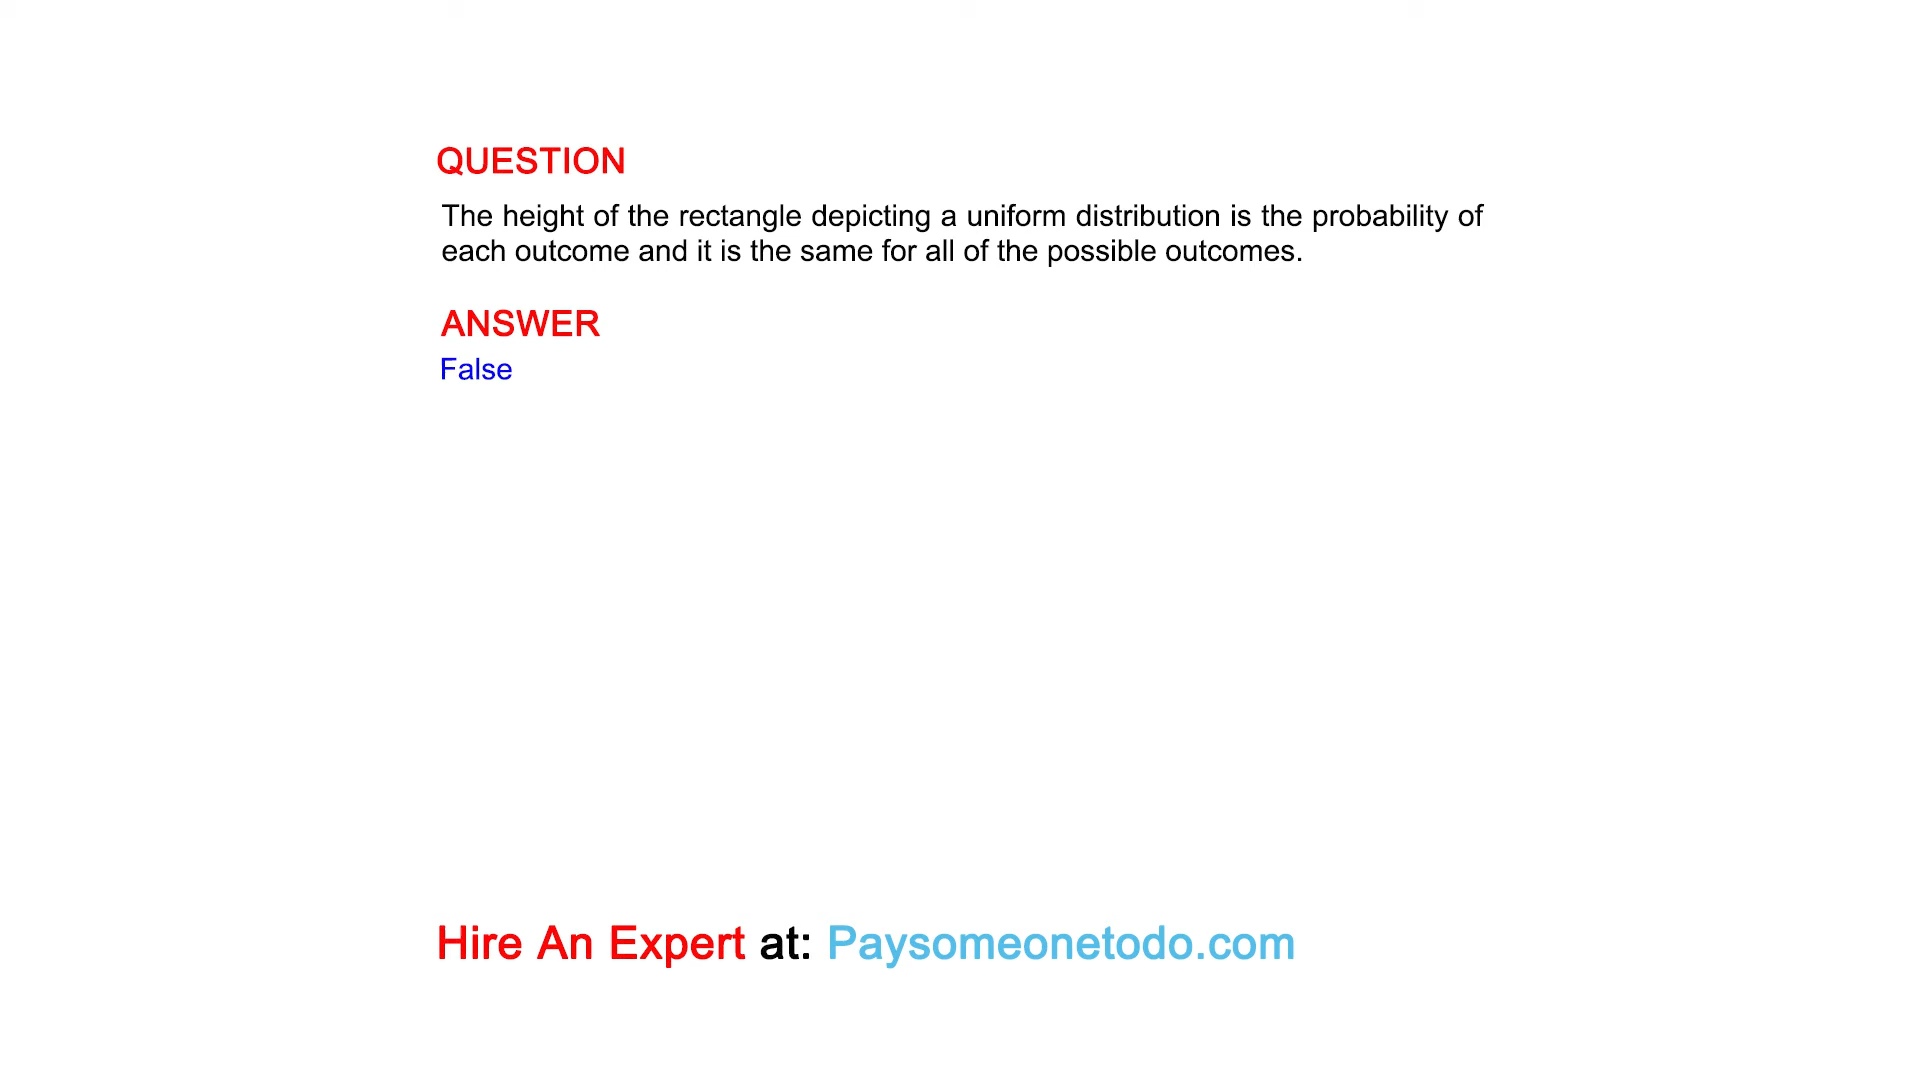 QUESTION
The height of the rectangle depicting a uniform distribution is the probability of
each outcome and it is the same for all of the possible outcomes.
ANSWER
False
Hire An Expert at: Paysomeonetodo.com